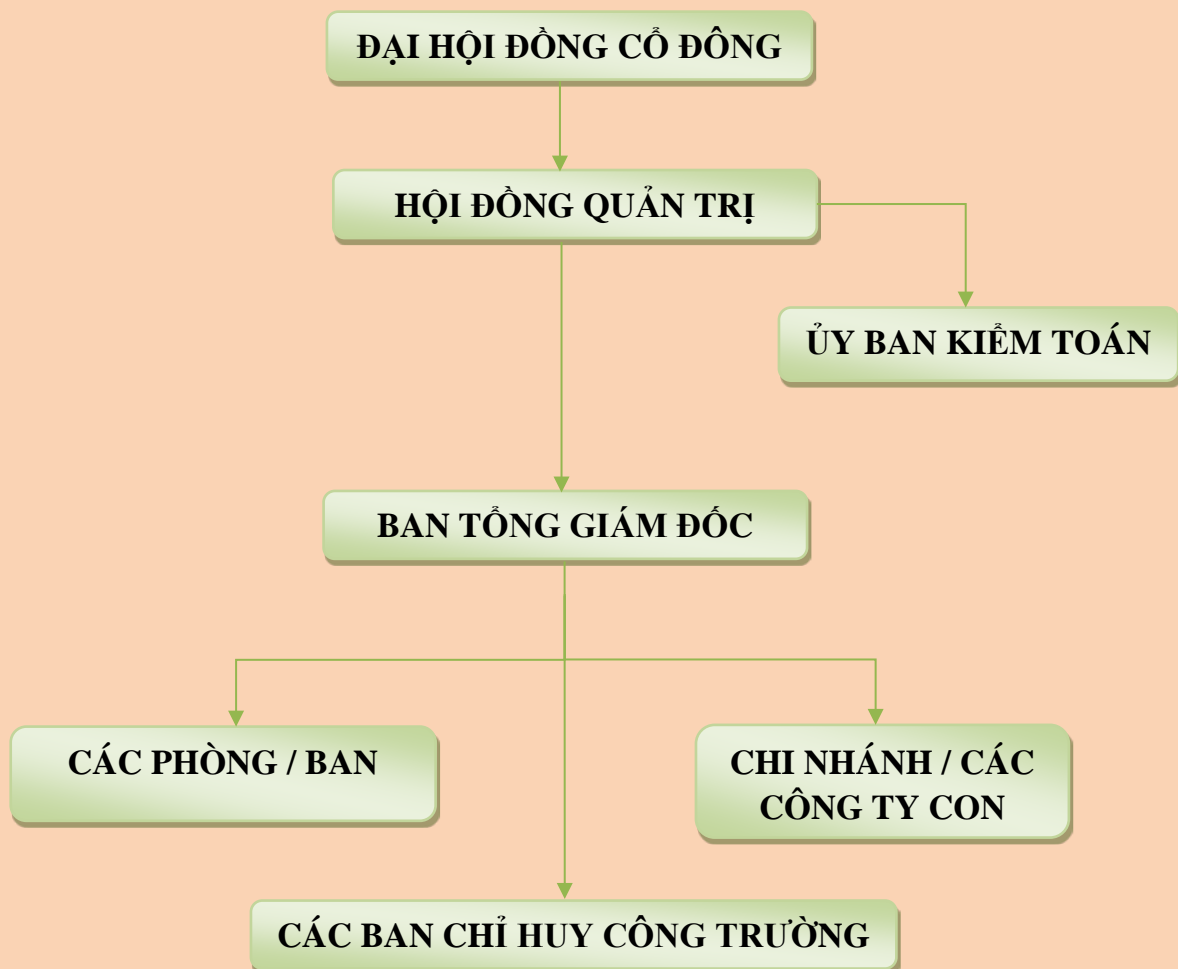 ĐẠI HỘI ĐỒNG CỔ ĐÔNG
HỘI ĐỒNG QUẢN TRỊ
ỦY BAN KIỂM TOÁN
BAN TỔNG GIÁM ĐỐC
CÁC PHÒNG / BAN
CHI NHÁNH / CÁC
CÔNG TY CON
CÁC BAN CHỈ HUY CÔNG TRƯỜNG